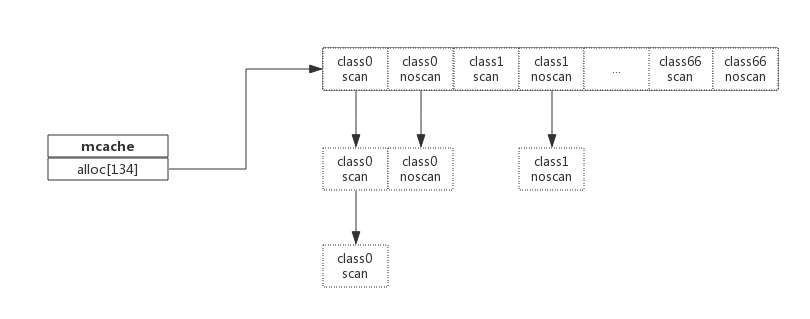 class0 class0 class1 class1 class66 class66
scan noscan scan noscan ... scan noscan
mcache
alloc[134]
class0 class0 class1
scan noscan noscan
class0
scan